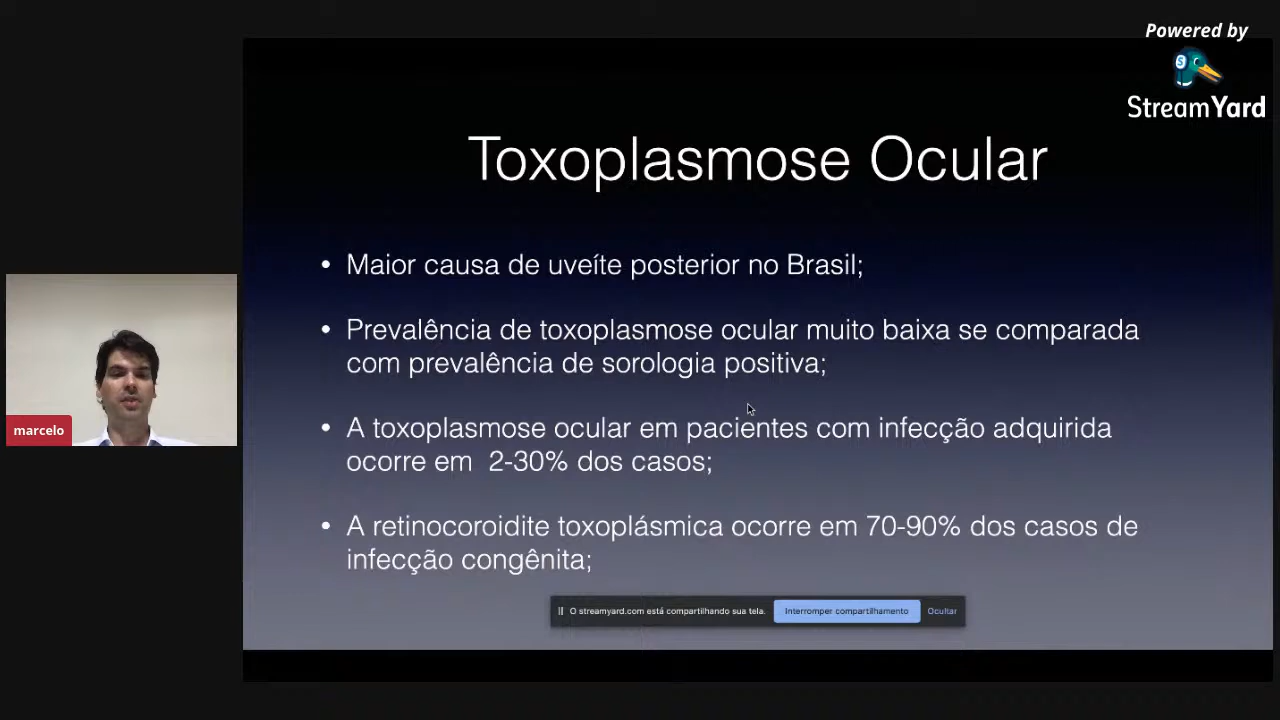 Powered by
StreamYard
Toxoplasmose Ocular
• Maior causa de uveíte posterior no Brasil;
• Prevalência de toxoplasmose ocular muito baixa se comparada
com prevalência de sorologia positiva;
• A toxoplasmose ocular em pacientes com infecção adquirida
ocorre em 2-30% dos casos;
• A retinocoroidite toxoplásmica ocorre em 70-90% dos casos de
infecção congênita;
marcelo
O streamyard.com está compartilhando sua tela. Interromper compartilhamento Ocultar